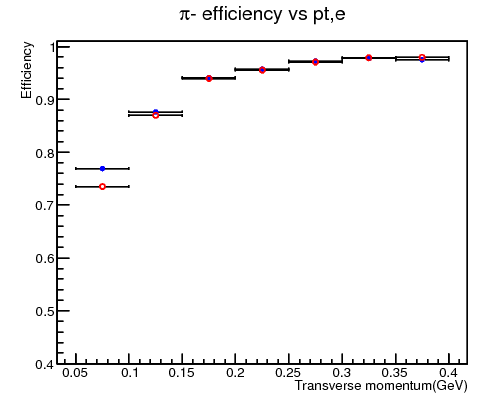 π- efficiency vs pt,e
Efficiency
1
0.9
0.8
0.7
0.6
0.5
0.4
0.05 0.1 0.15 0.2 0.25 0.3 0.35 0.4
Transverse momentum(GeV)